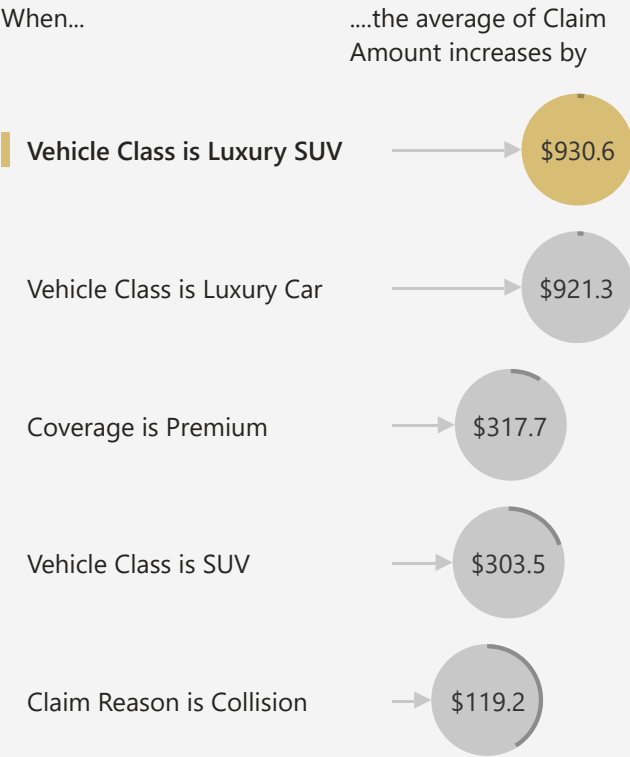 When...
....the average of Claim
Amount increases by
Vehicle Class is Luxury SUV
$930.6
Vehicle Class is Luxury Car
$921.3
Coverage is Premium
$317.7
Vehicle Class is SUV
$303.5
Claim Reason is Collision
$119.2